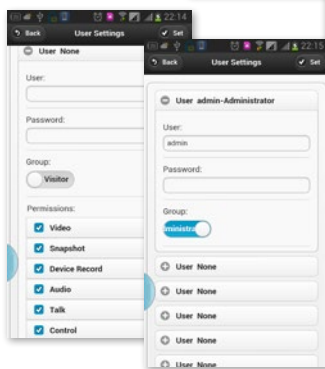 22:14
Back User Settings Set
User None
User:
Password:
Group:
Visitor
Permissions:
Video
Snapshot
Device Record
Audio
Talk
Control
22:15
Back User Settings Set
User admin-Administrator
User:
admin
Password:
Group:
ministra
User None
User None
User None
User None
User None